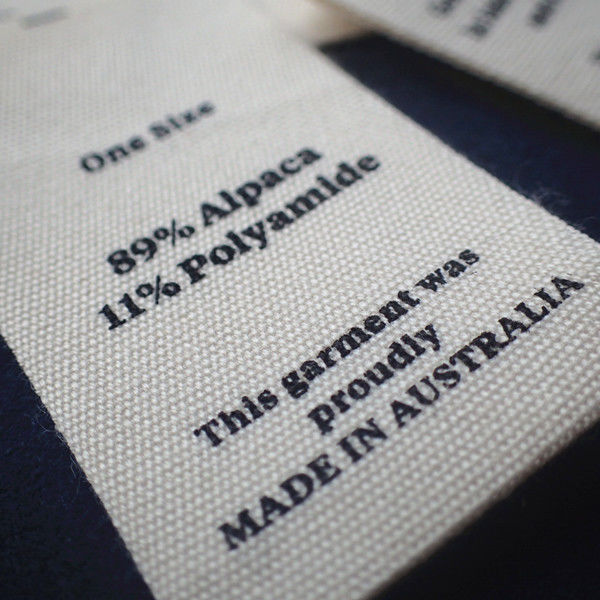 One Size
89% Alpaca
11% Polyamide
This garment was
proudly
MADE IN AUSTRALIA